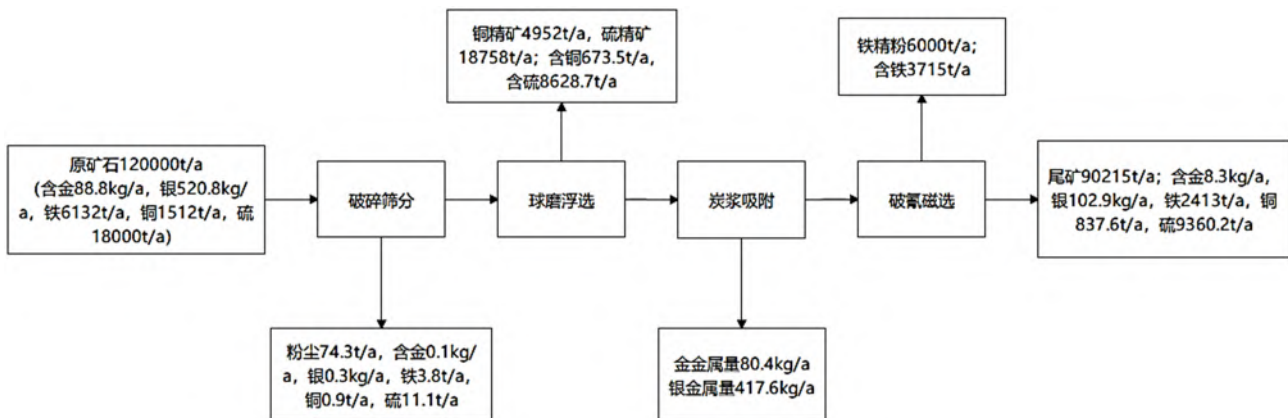 铜精矿4952t/a，硫精矿
18758t/a；含铜673.5t/a，
含硫8628.7t/a
铁精粉6000t/a；
含铁3715t/a
原矿石120000t/a
(含金88.8kg/a，银520.8kg/
a，铁6132t/a，铜1512t/a，硫
18000t/a)
破碎筛分
球磨浮选
炭浆吸附
破氰磁选
尾矿90215t/a；含金8.3kg/a，
银102.9kg/a，铁2413t/a，铜
837.6t/a，硫9360.2t/a
粉尘74.3t/a，含金0.1kg/
a，银0.3kg/a，铁3.8t/a，
铜0.9t/a，硫11.1t/a
金金属量80.4kg/a
银金属量417.6kg/a